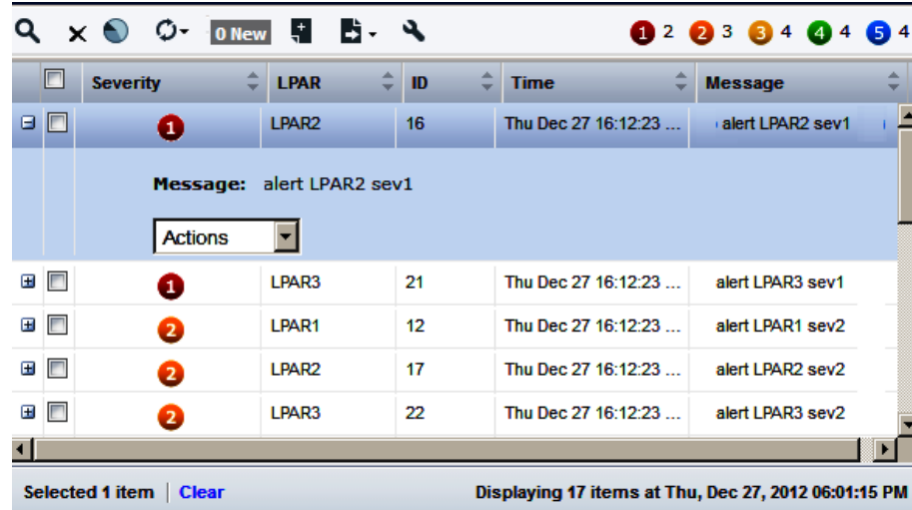 0 New 1 2 2 3 3 4 4 4 5 4
Severity LPAR ID Time Message
1 LPAR2 16 Thu Dec 27 16:12:23 ... alert LPAR2 sev1
Message: alert LPAR2 sev1
Actions
1 LPAR3 21 Thu Dec 27 16:12:23 ... alert LPAR3 sev1
2 LPAR1 12 Thu Dec 27 16:12:23 ... alert LPAR1 sev2
2 LPAR2 17 Thu Dec 27 16:12:23 ... alert LPAR2 sev2
2 LPAR3 22 Thu Dec 27 16:12:23 ... alert LPAR3 sev2
Selected 1 item | Clear Displaying 17 items at Thu, Dec 27, 2012 06:01:15 PM